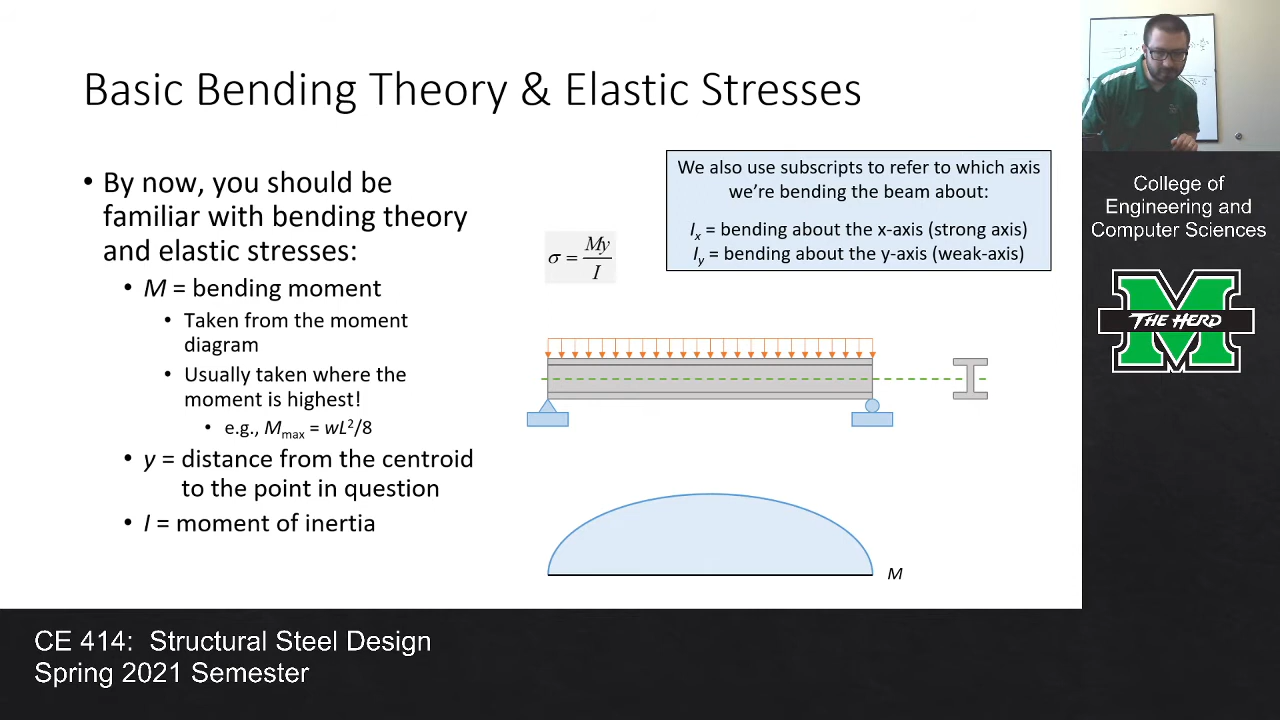 Basic Bending Theory & Elastic Stresses
• By now, you should be
familiar with bending theory
and elastic stresses:
• M = bending moment
• Taken from the moment
diagram
• Usually taken where the
moment is highest!
• e.g., Mmax = wL²/8
• y = distance from the centroid
to the point in question
• I = moment of inertia
σ = My/I
We also use subscripts to refer to which axis
we're bending the beam about:
Ix = bending about the x-axis (strong axis)
Iy = bending about the y-axis (weak-axis)
M
College of
Engineering and
Computer Sciences
THE HERD
CE 414: Structural Steel Design
Spring 2021 Semester